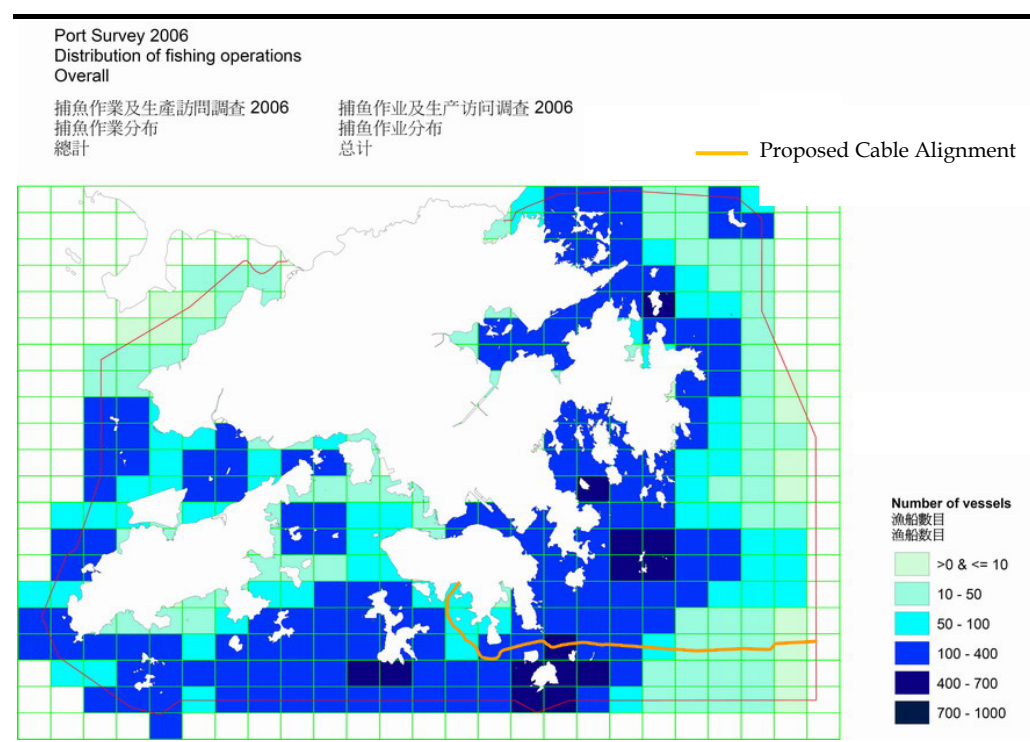 Port Survey 2006
Distribution of fishing operations
Overall
捕魚作業及生產訪問調查 2006
捕魚作業分布
總計
捕鱼作业及生产访问调查 2006
捕鱼作业分布
总计
Proposed Cable Alignment
Number of vessels
漁船數目
漁船數目
>0 & <= 10
10 - 50
50 - 100
100 - 400
400 - 700
700 - 1000